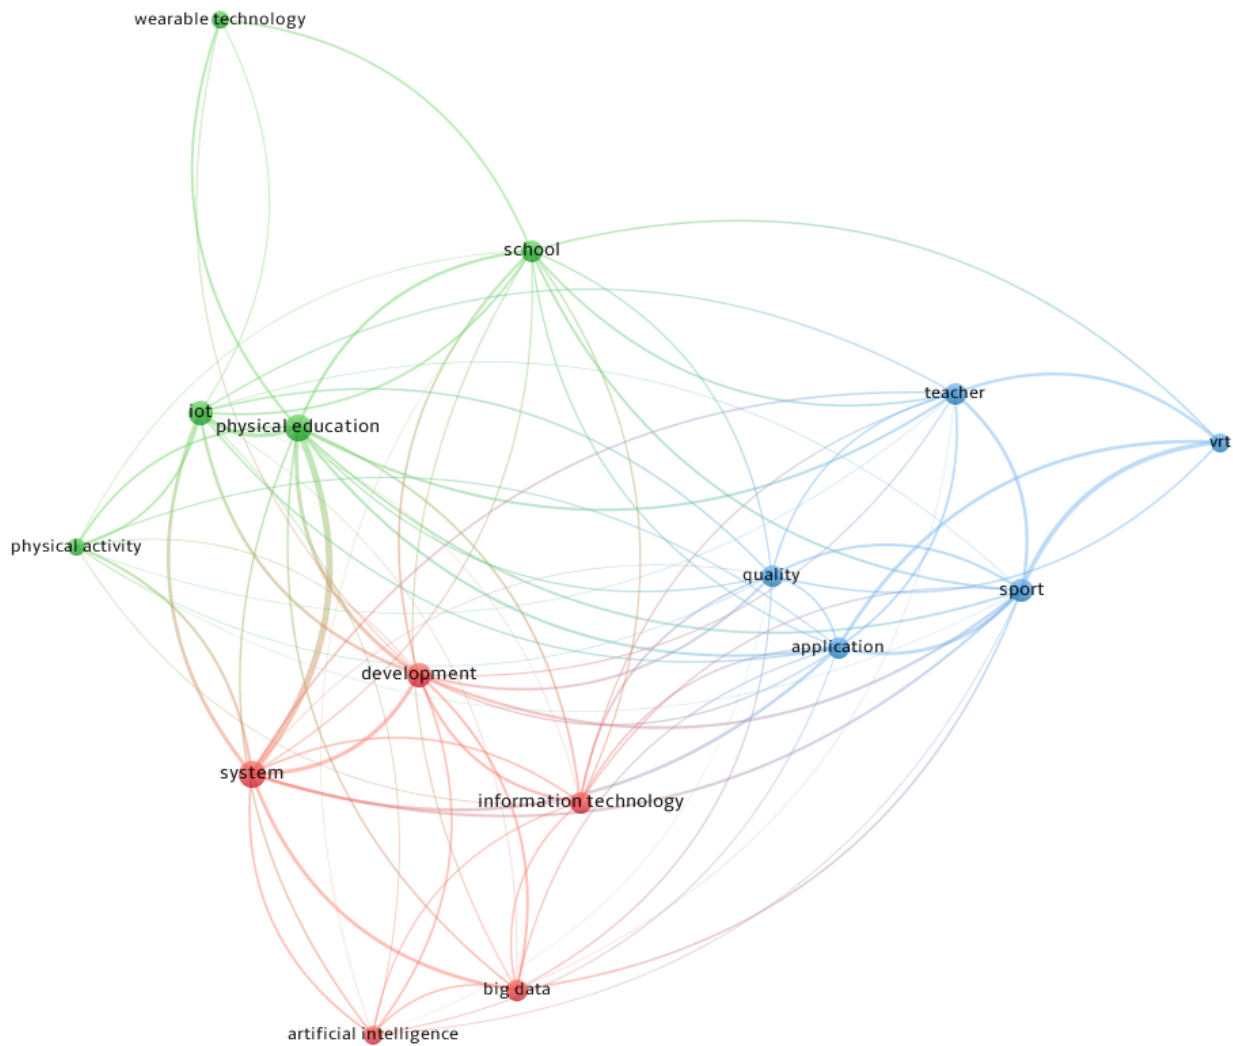 wearable technology
school
teacher
iot
physical education
vrt
physical activity
quality
sport
application
development
system
information technology
big data
artificial intelligence